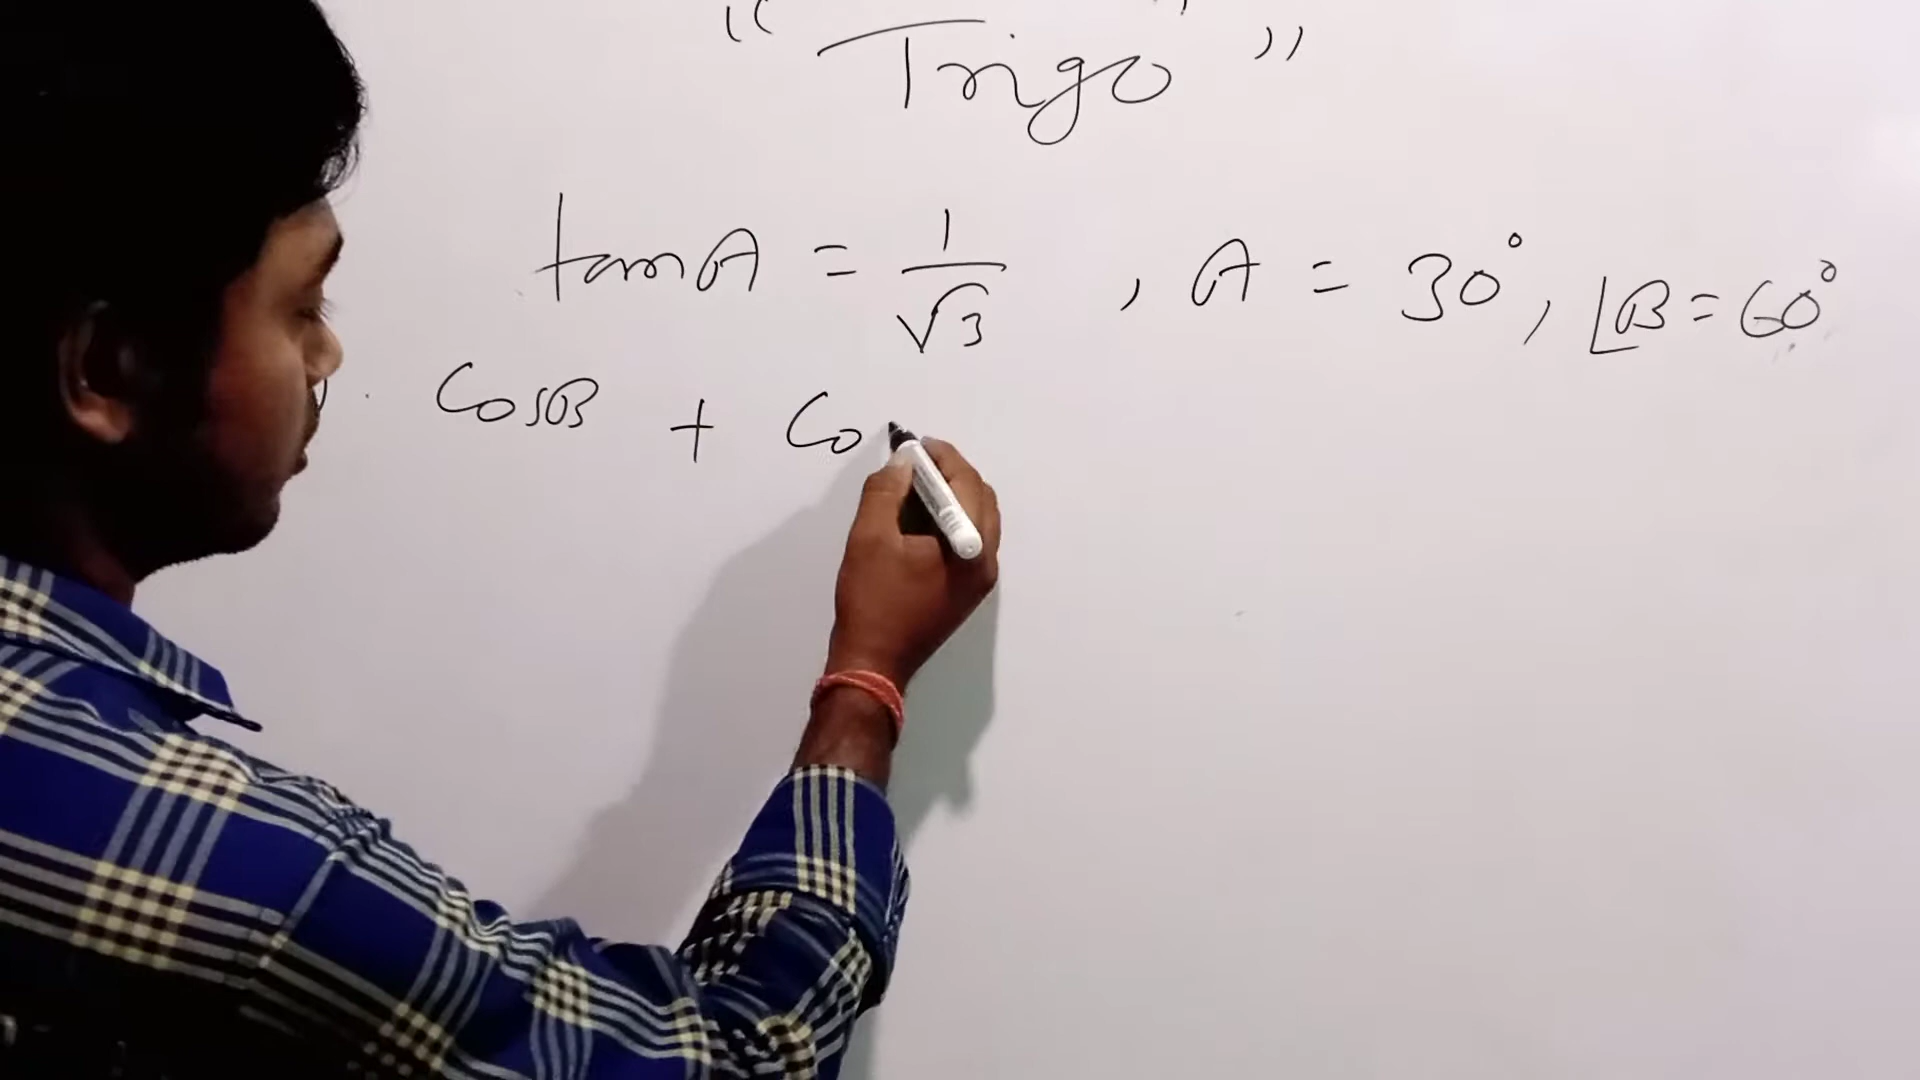 “ Trigo ”
tanA = 1/√3 , A = 30°, ∠B = 60°
CosB + Co